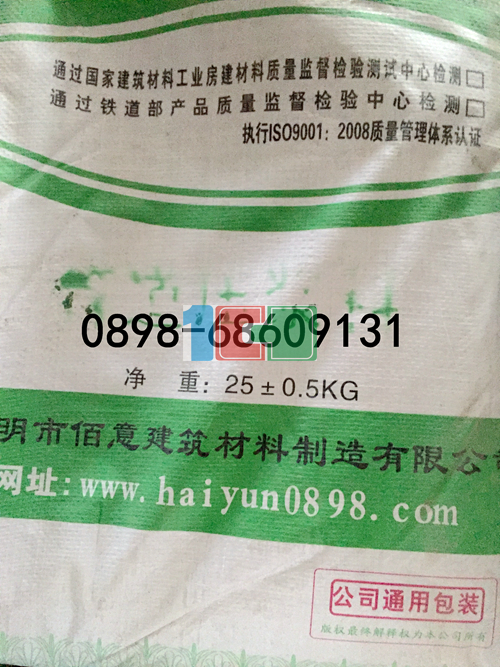 通过国家建筑材料工业房建材料质量监督检验测试中心检测
通过铁道部产品质量监督检验中心检测
执行ISO9001：2008质量管理体系认证
0898-68609131
净 重：25±0.5KG
明市佰意建筑材料制造有限公
网址:www.haiyun0898.com
公司通用包装
版权最终解释权为本公司所有